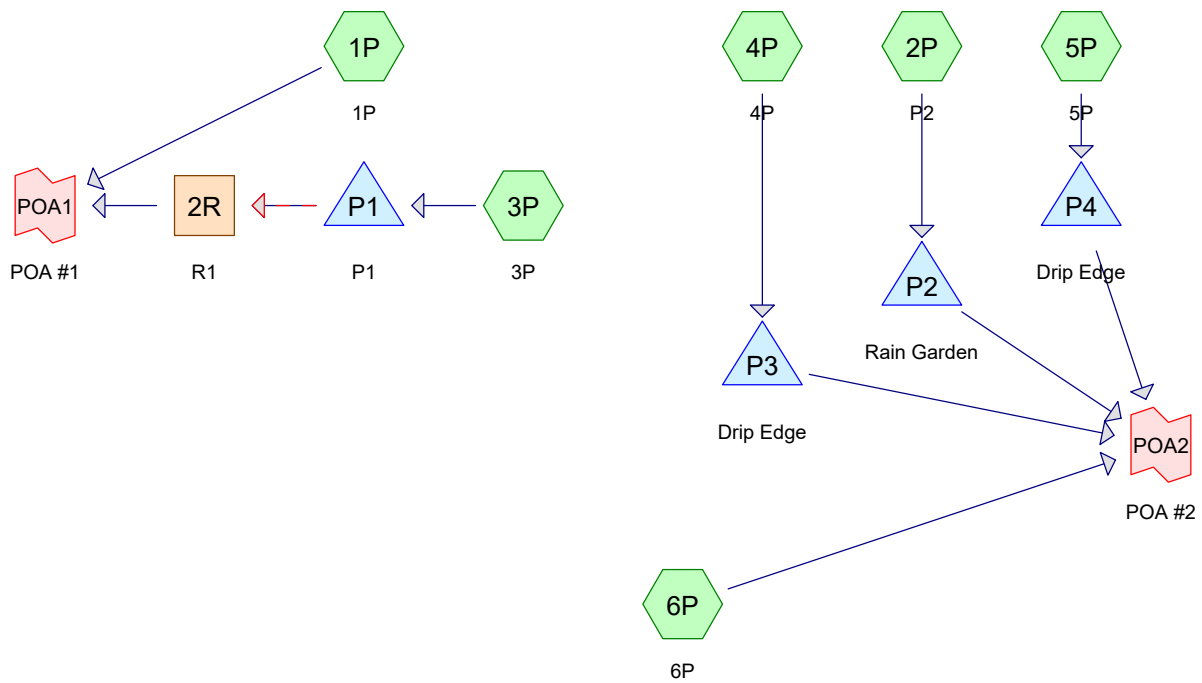 1P
1P
4P
4P
2P
P2
5P
5P
POA1
POA #1
2R
R1
P1
P1
3P
3P
P4
Drip Edge
P2
Rain Garden
P3
Drip Edge
POA2
POA #2
6P
6P